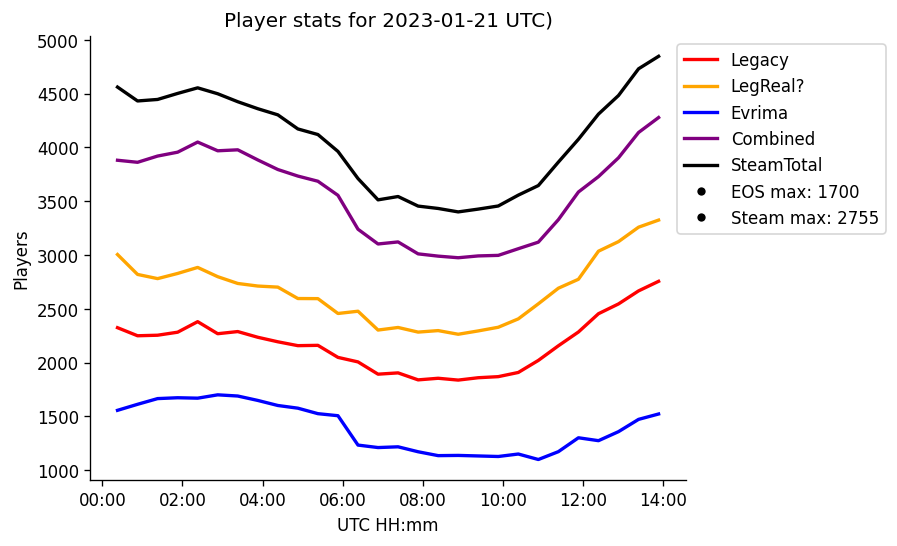 Player stats for 2023-01-21 UTC)
5000
4500
4000
3500
3000
2500
2000
1500
1000
Players
00:00 02:00 04:00 06:00 08:00 10:00 12:00 14:00
UTC HH:mm
Legacy
LegReal?
Evrima
Combined
SteamTotal
EOS max: 1700
Steam max: 2755